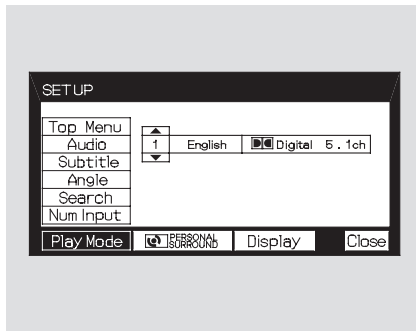 SETUP
Top Menu
Audio
1 English Digital 5.1ch
Subtitle
Angle
Search
Num Input
Play Mode PERSONAL SURROUND Display Close